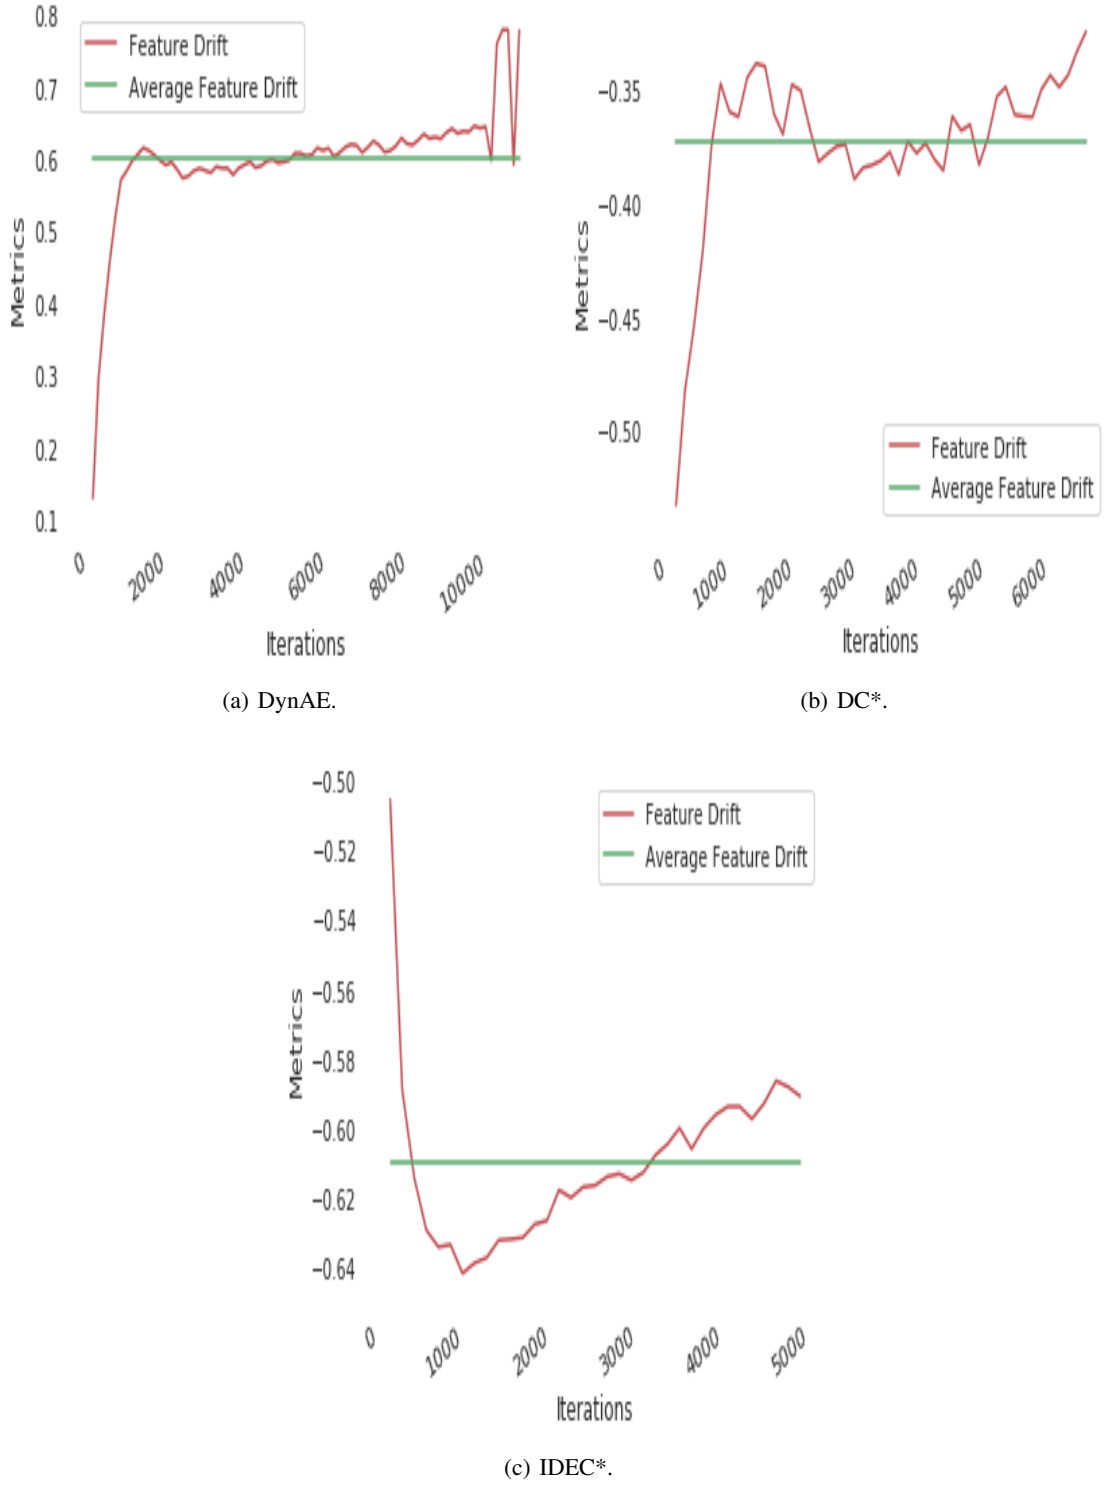 0.8
0.7
0.6
0.5
0.4
0.3
0.2
0.1
Metrics
Feature Drift
Average Feature Drift
0
2000
4000
6000
8000
10000
Iterations
(a) DynAE.
−0.35
−0.40
−0.45
−0.50
Metrics
Feature Drift
Average Feature Drift
0
1000
2000
3000
4000
5000
6000
Iterations
(b) DC*.
−0.50
−0.52
−0.54
−0.56
−0.58
−0.60
−0.62
−0.64
Metrics
Feature Drift
Average Feature Drift
0
1000
2000
3000
4000
5000
Iterations
(c) IDEC*.